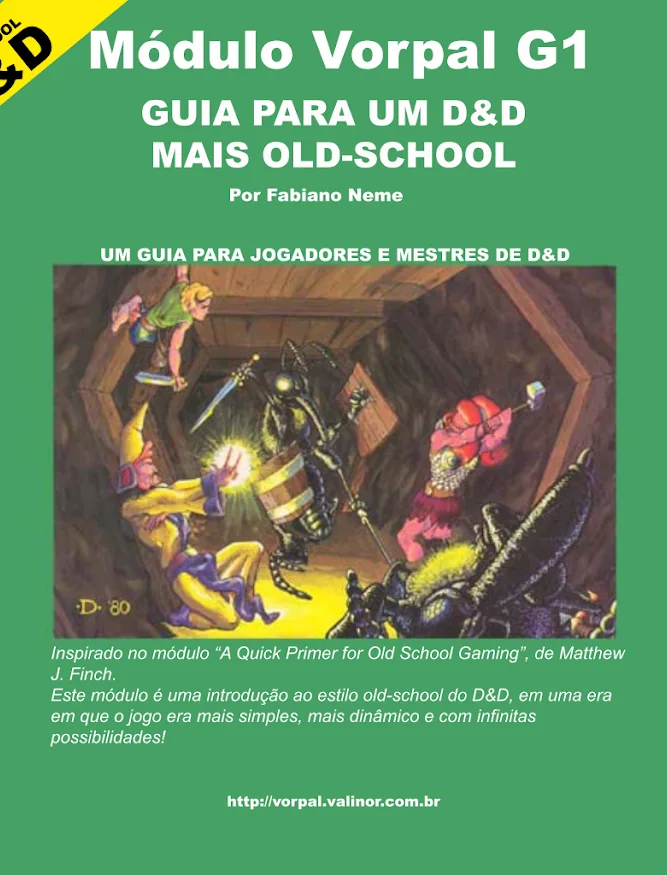 OOL
&D
Módulo Vorpal G1
GUIA PARA UM D&D
MAIS OLD-SCHOOL
Por Fabiano Neme
UM GUIA PARA JOGADORES E MESTRES DE D&D
·D· '80
Inspirado no módulo “A Quick Primer for Old School Gaming”, de Matthew
J. Finch.
Este módulo é uma introdução ao estilo old-school do D&D, em uma era
em que o jogo era mais simples, mais dinâmico e com infinitas
possibilidades!
http://vorpal.valinor.com.br